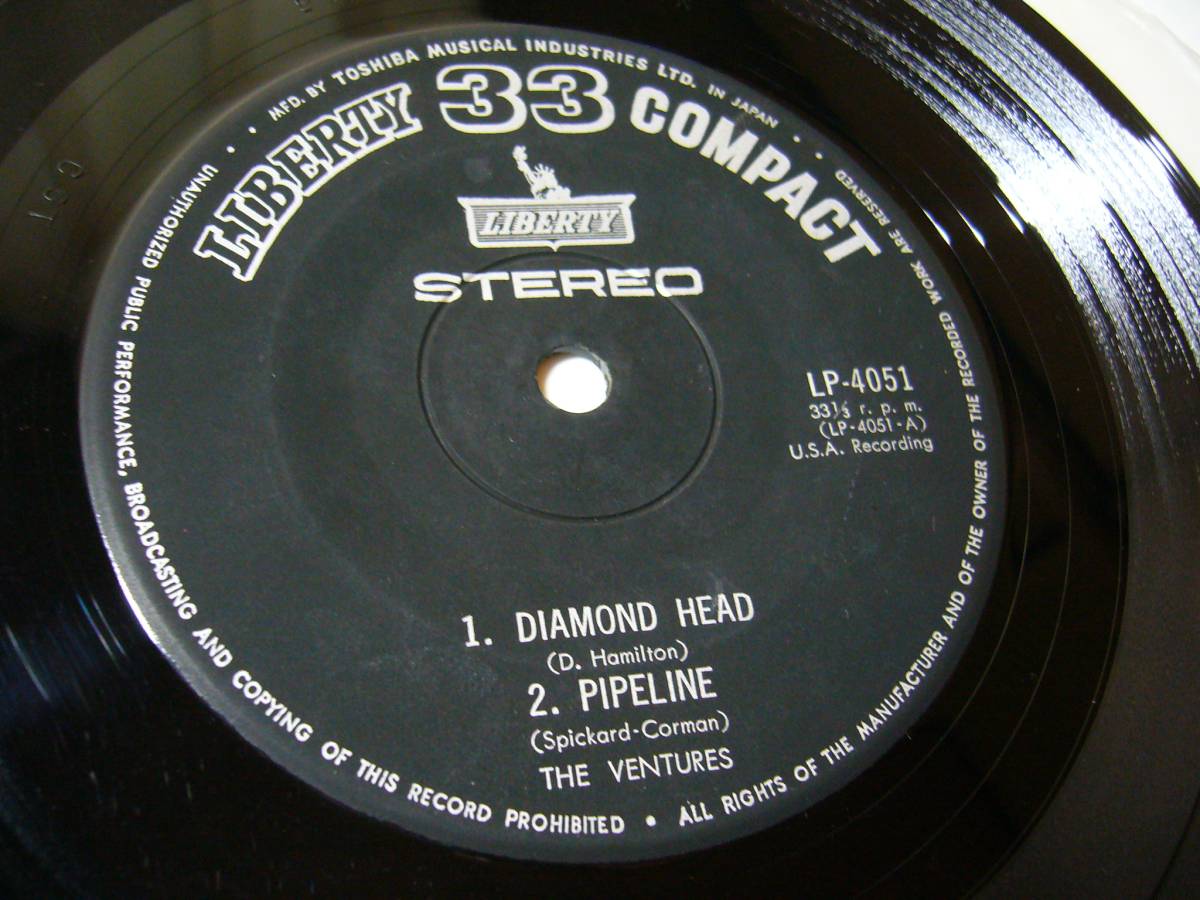 • MFD. BY TOSHIBA MUSICAL INDUSTRIES LTD. IN JAPAN •
LIBERTY 33 COMPACT
LIBERTY
STEREO
LP-4051
33⅓ r. p. m.
(LP-4051-A)
U.S.A. Recording
1. DIAMOND HEAD
(D. Hamilton)
2. PIPELINE
(Spickard-Corman)
THE VENTURES
• UNAUTHORIZED PUBLIC PERFORMANCE, BROADCASTING AND COPYING OF THIS RECORD PROHIBITED • ALL RIGHTS OF THE MANUFACTURER AND OF THE OWNER OF THE RECORDED WORK ARE RESERVED •